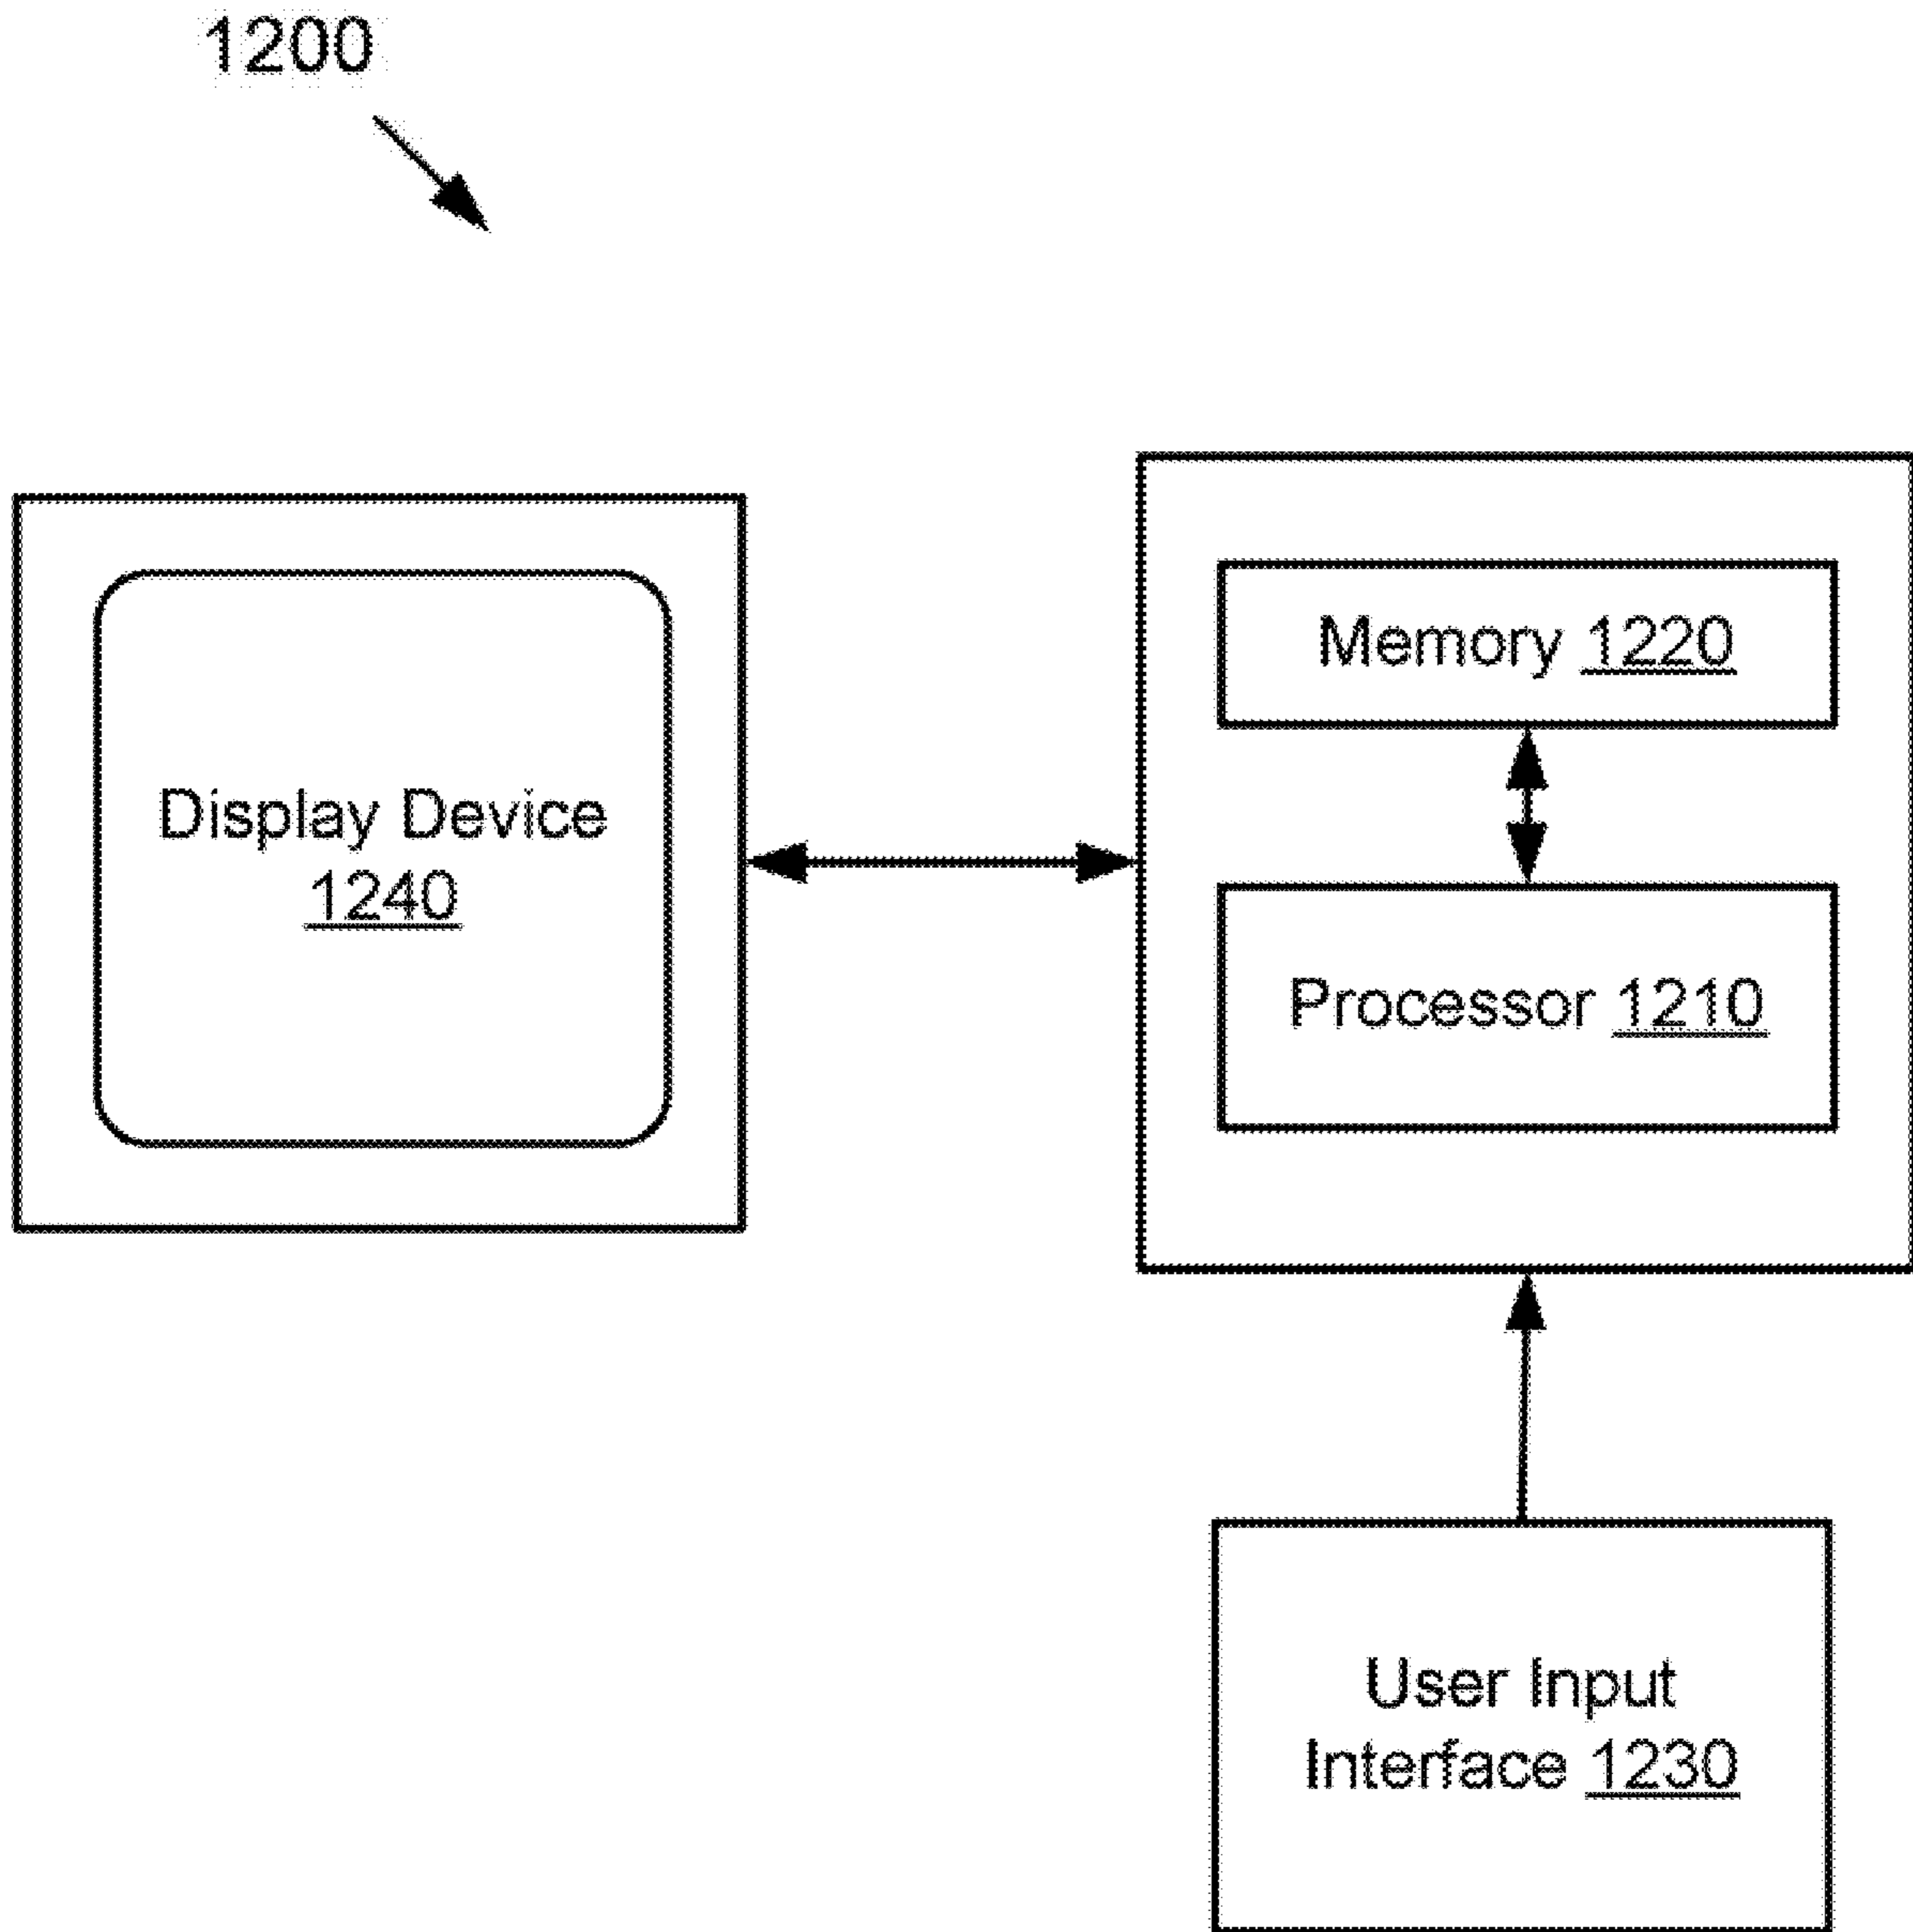 1200
Display Device
1240
Memory 1220
Processor 1210
User Input
Interface 1230